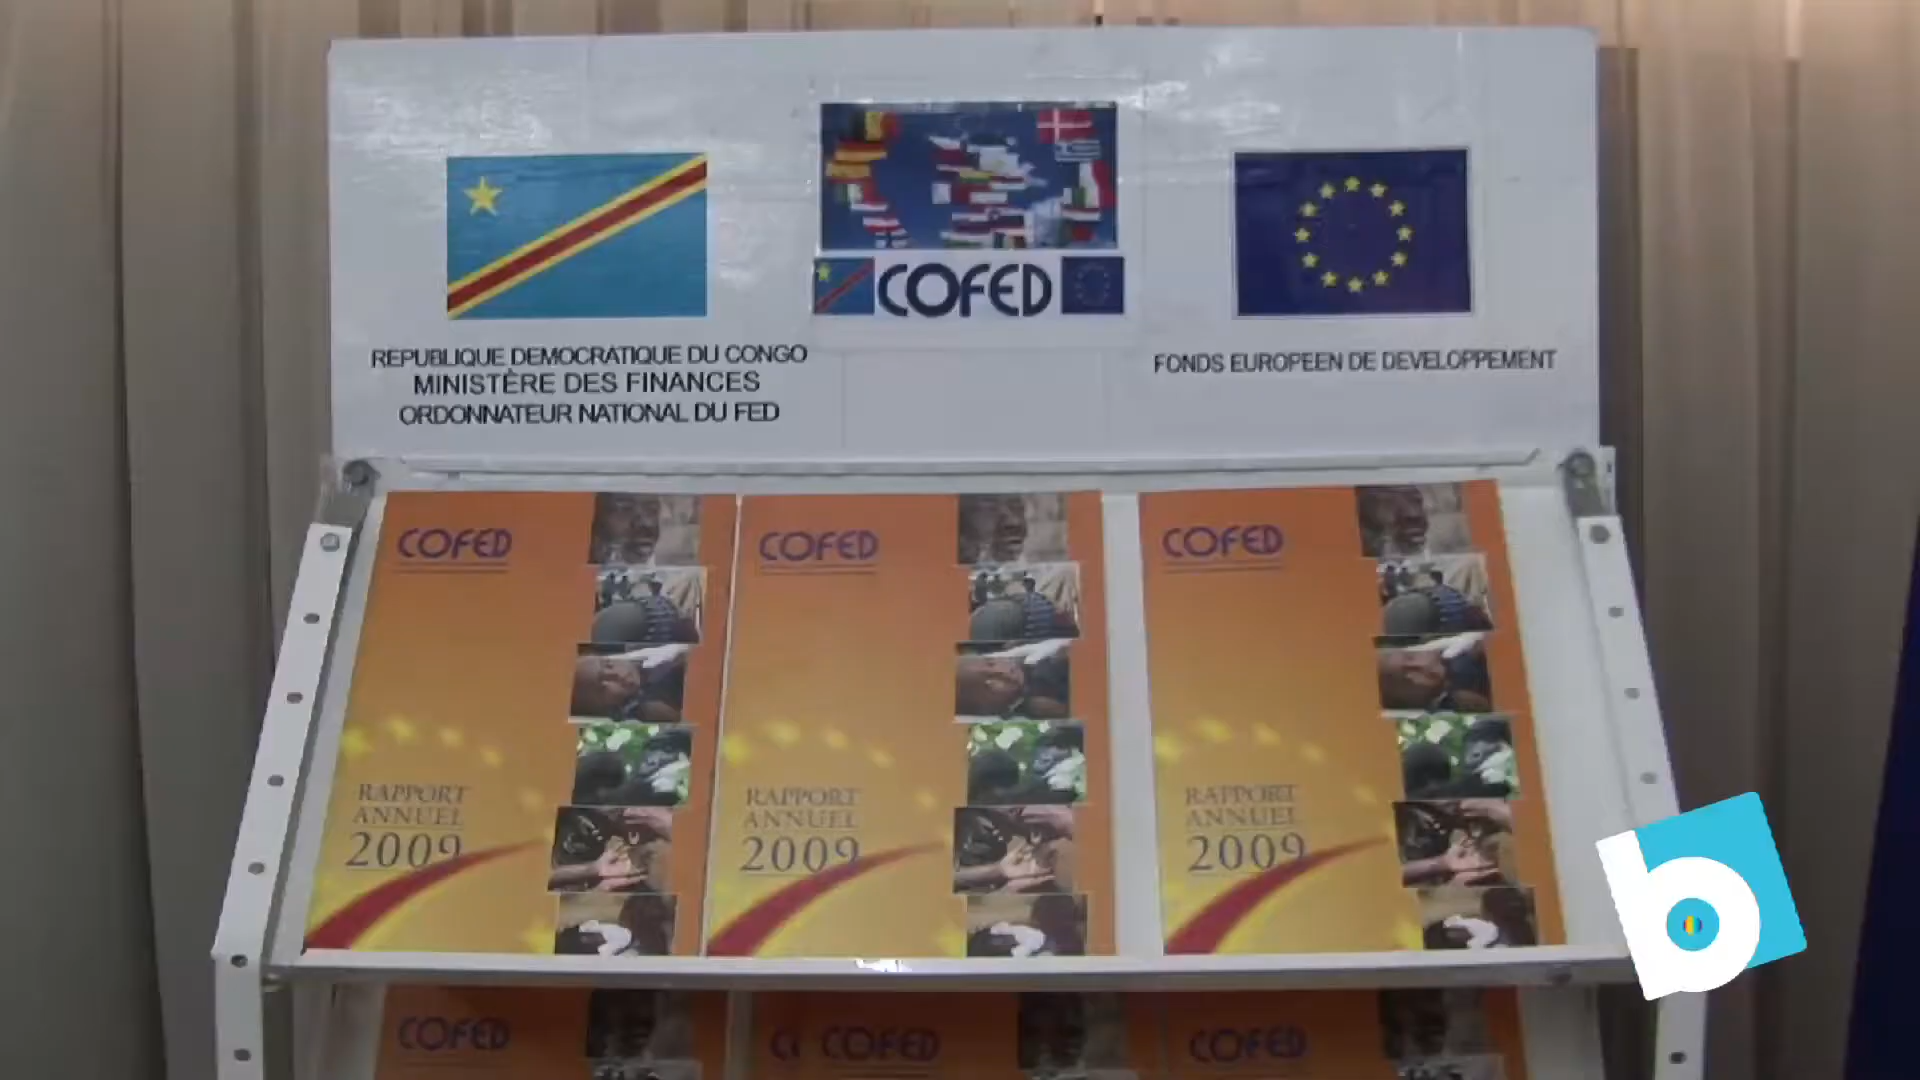 COFED
REPUBLIQUE DEMOCRATIQUE DU CONGO
MINISTÈRE DES FINANCES
ORDONNATEUR NATIONAL DU FED
FONDS EUROPEEN DE DEVELOPPEMENT
COFED
RAPPORT
ANNUEL
2009
COFED
RAPPORT
ANNUEL
2009
COFED
RAPPORT
ANNUEL
2009
b
COFED
C
COFED
COFED